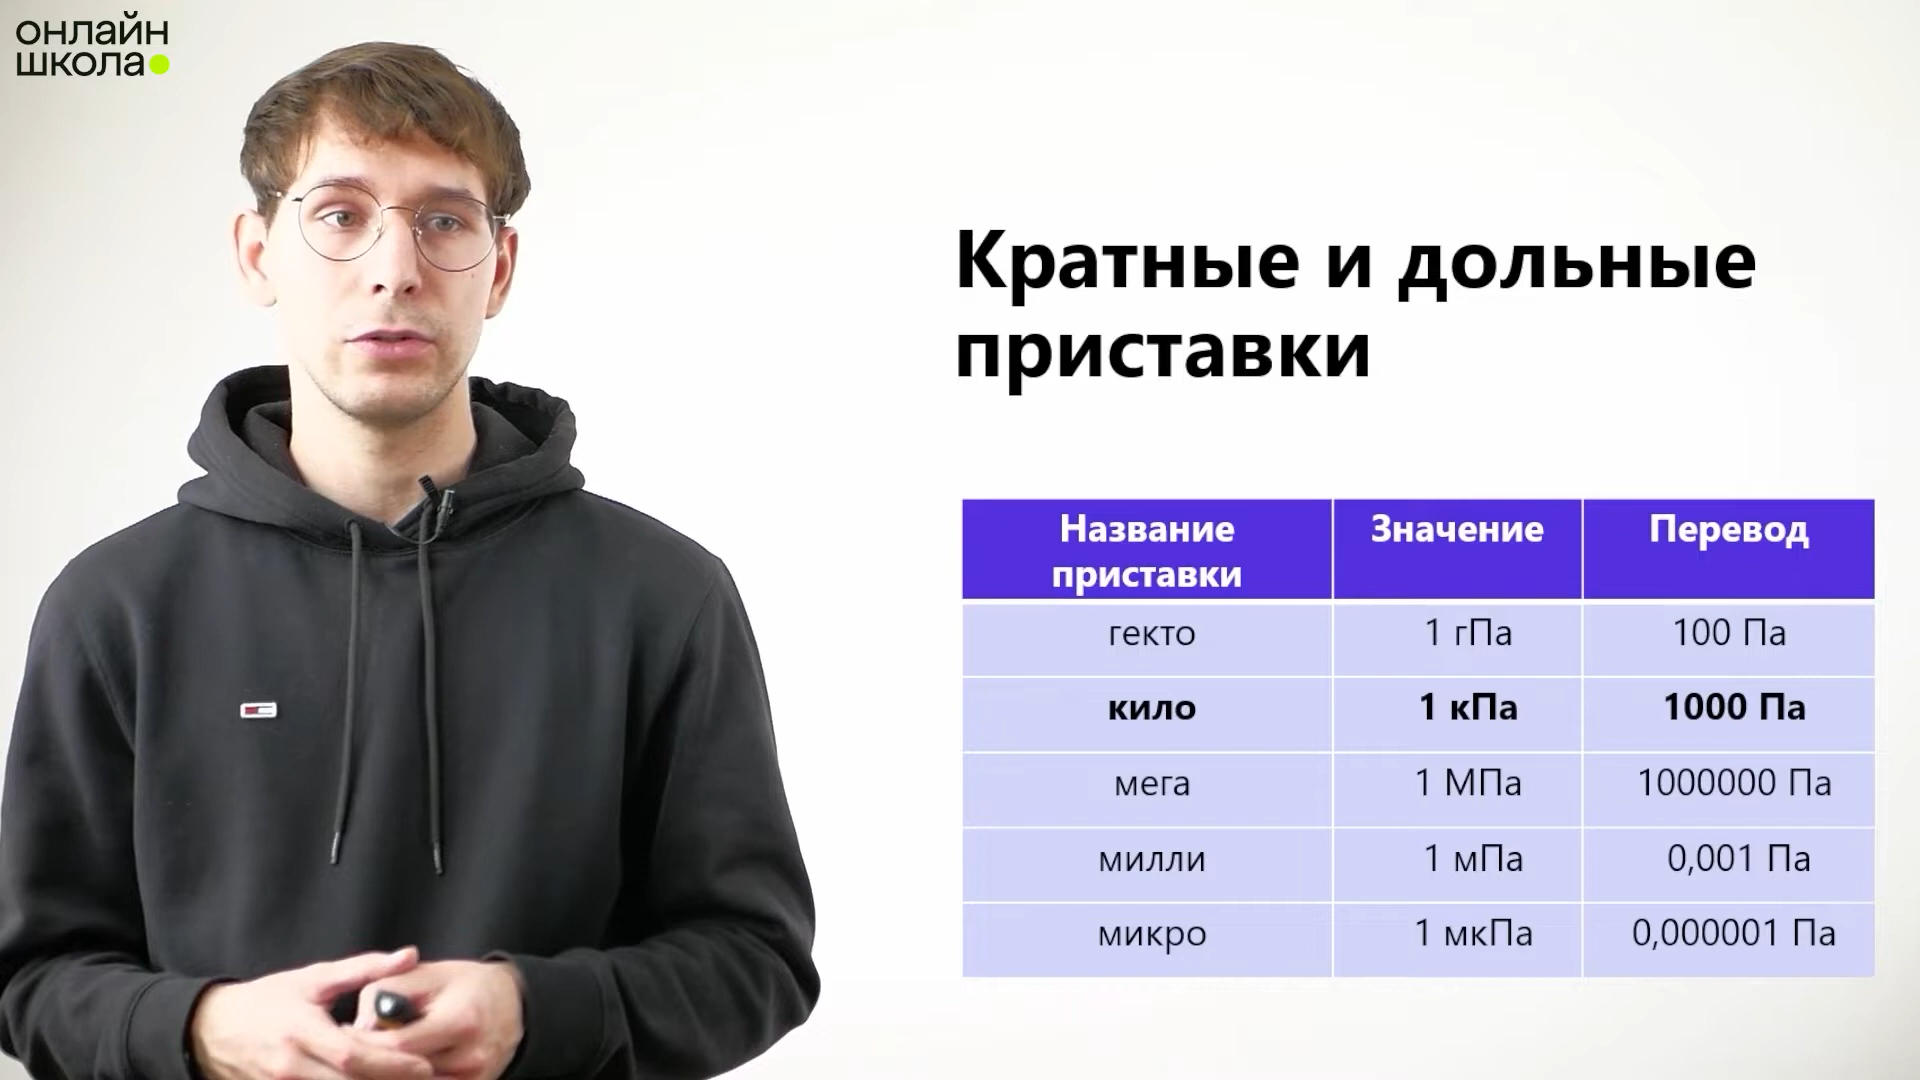 онлайн
школа
Кратные и дольные
приставки
Название приставки Значение Перевод
гекто 1 гПа 100 Па
кило 1 кПа 1000 Па
мега 1 МПа 1000000 Па
милли 1 мПа 0,001 Па
микро 1 мкПа 0,000001 Па